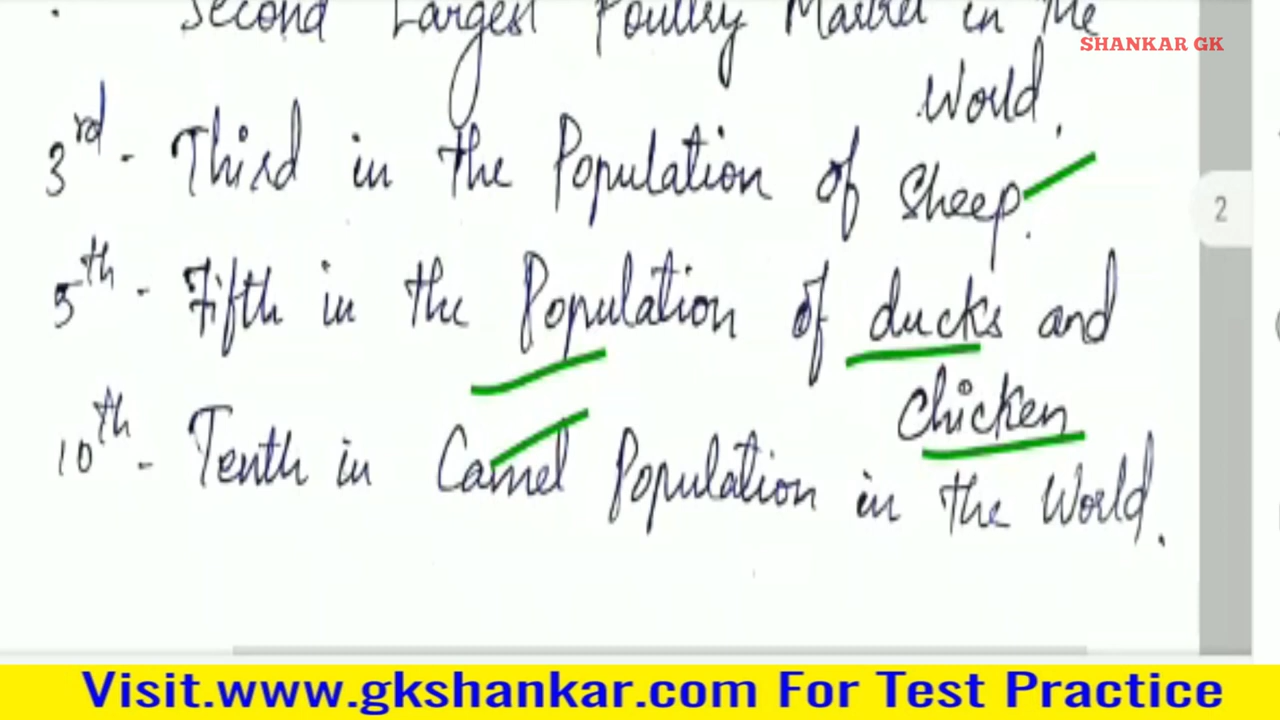 Second Largest Poultry Market in the
SHANKAR GK
World.
3rd - Third in the Population of Sheep.
2
5th - Fifth in the Population of ducks and
Chicken
10th - Tenth in Camel Population in the World.
Visit.www.gkshankar.com For Test Practice